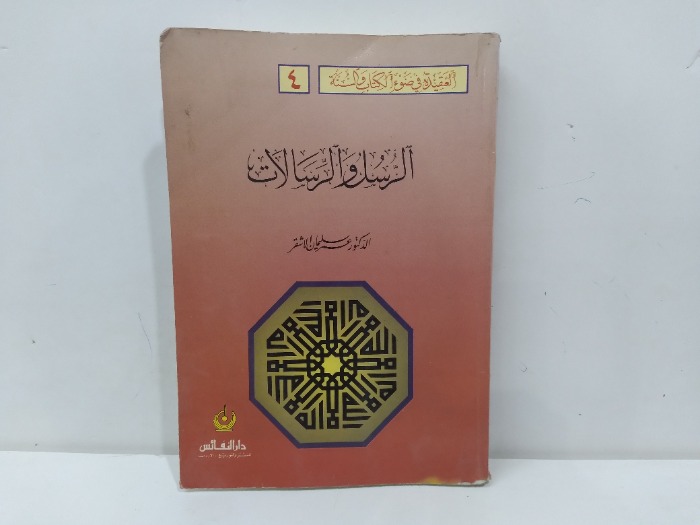 العقيدة في ضوء الكتاب والسنة
٤
الرسل والرسالات
الدكتور عمر سليمان الأشقر
دار النفائس